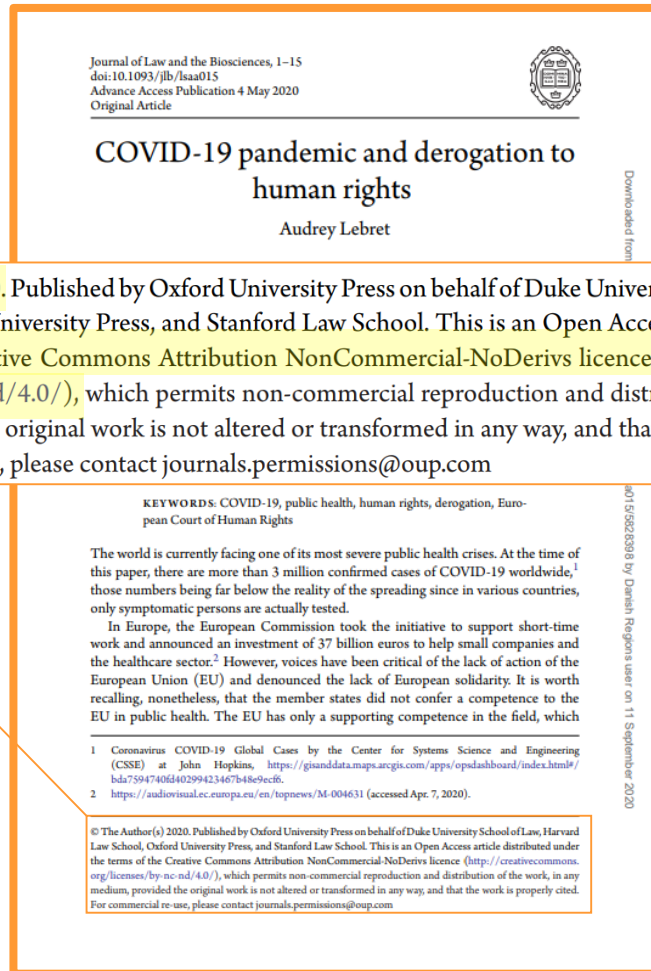 Journal of Law and the Biosciences, 1–15
doi:10.1093/jlb/lsaa015
Advance Access Publication 4 May 2020
Original Article
COVID-19 pandemic and derogation to
human rights
Audrey Lebret
Downloaded from
. Published by Oxford University Press on behalf of Duke Univer
niversity Press, and Stanford Law School. This is an Open Acc
tive Commons Attribution NonCommercial-NoDerivs licence
d/4.0/), which permits non-commercial reproduction and dist
original work is not altered or transformed in any way, and tha
, please contact journals.permissions@oup.com
KEYWORDS: COVID-19, public health, human rights, derogation, Euro-
pean Court of Human Rights
a015/5828398 by Danish Regions user on 11 September 2020
The world is currently facing one of its most severe public health crises. At the time of
this paper, there are more than 3 million confirmed cases of COVID-19 worldwide,1
those numbers being far below the reality of the spreading since in various countries,
only symptomatic persons are actually tested.
In Europe, the European Commission took the initiative to support short-time
work and announced an investment of 37 billion euros to help small companies and
the healthcare sector.2 However, voices have been critical of the lack of action of the
European Union (EU) and denounced the lack of European solidarity. It is worth
recalling, nonetheless, that the member states did not confer a competence to the
EU in public health. The EU has only a supporting competence in the field, which
1 Coronavirus COVID-19 Global Cases by the Center for Systems Science and Engineering
(CSSE) at John Hopkins, https://gisanddata.maps.arcgis.com/apps/opsdashboard/index.html#/
bda7594740fd40299423467b48e9ecf6.
2 https://audiovisual.ec.europa.eu/en/topnews/M-004631 (accessed Apr. 7, 2020).
© The Author(s) 2020. Published by Oxford University Press on behalf of Duke University School of Law, Harvard
Law School, Oxford University Press, and Stanford Law School. This is an Open Access article distributed under
the terms of the Creative Commons Attribution NonCommercial-NoDerivs licence (http://creativecommons.
org/licenses/by-nc-nd/4.0/), which permits non-commercial reproduction and distribution of the work, in any
medium, provided the original work is not altered or transformed in any way, and that the work is properly cited.
For commercial re-use, please contact journals.permissions@oup.com